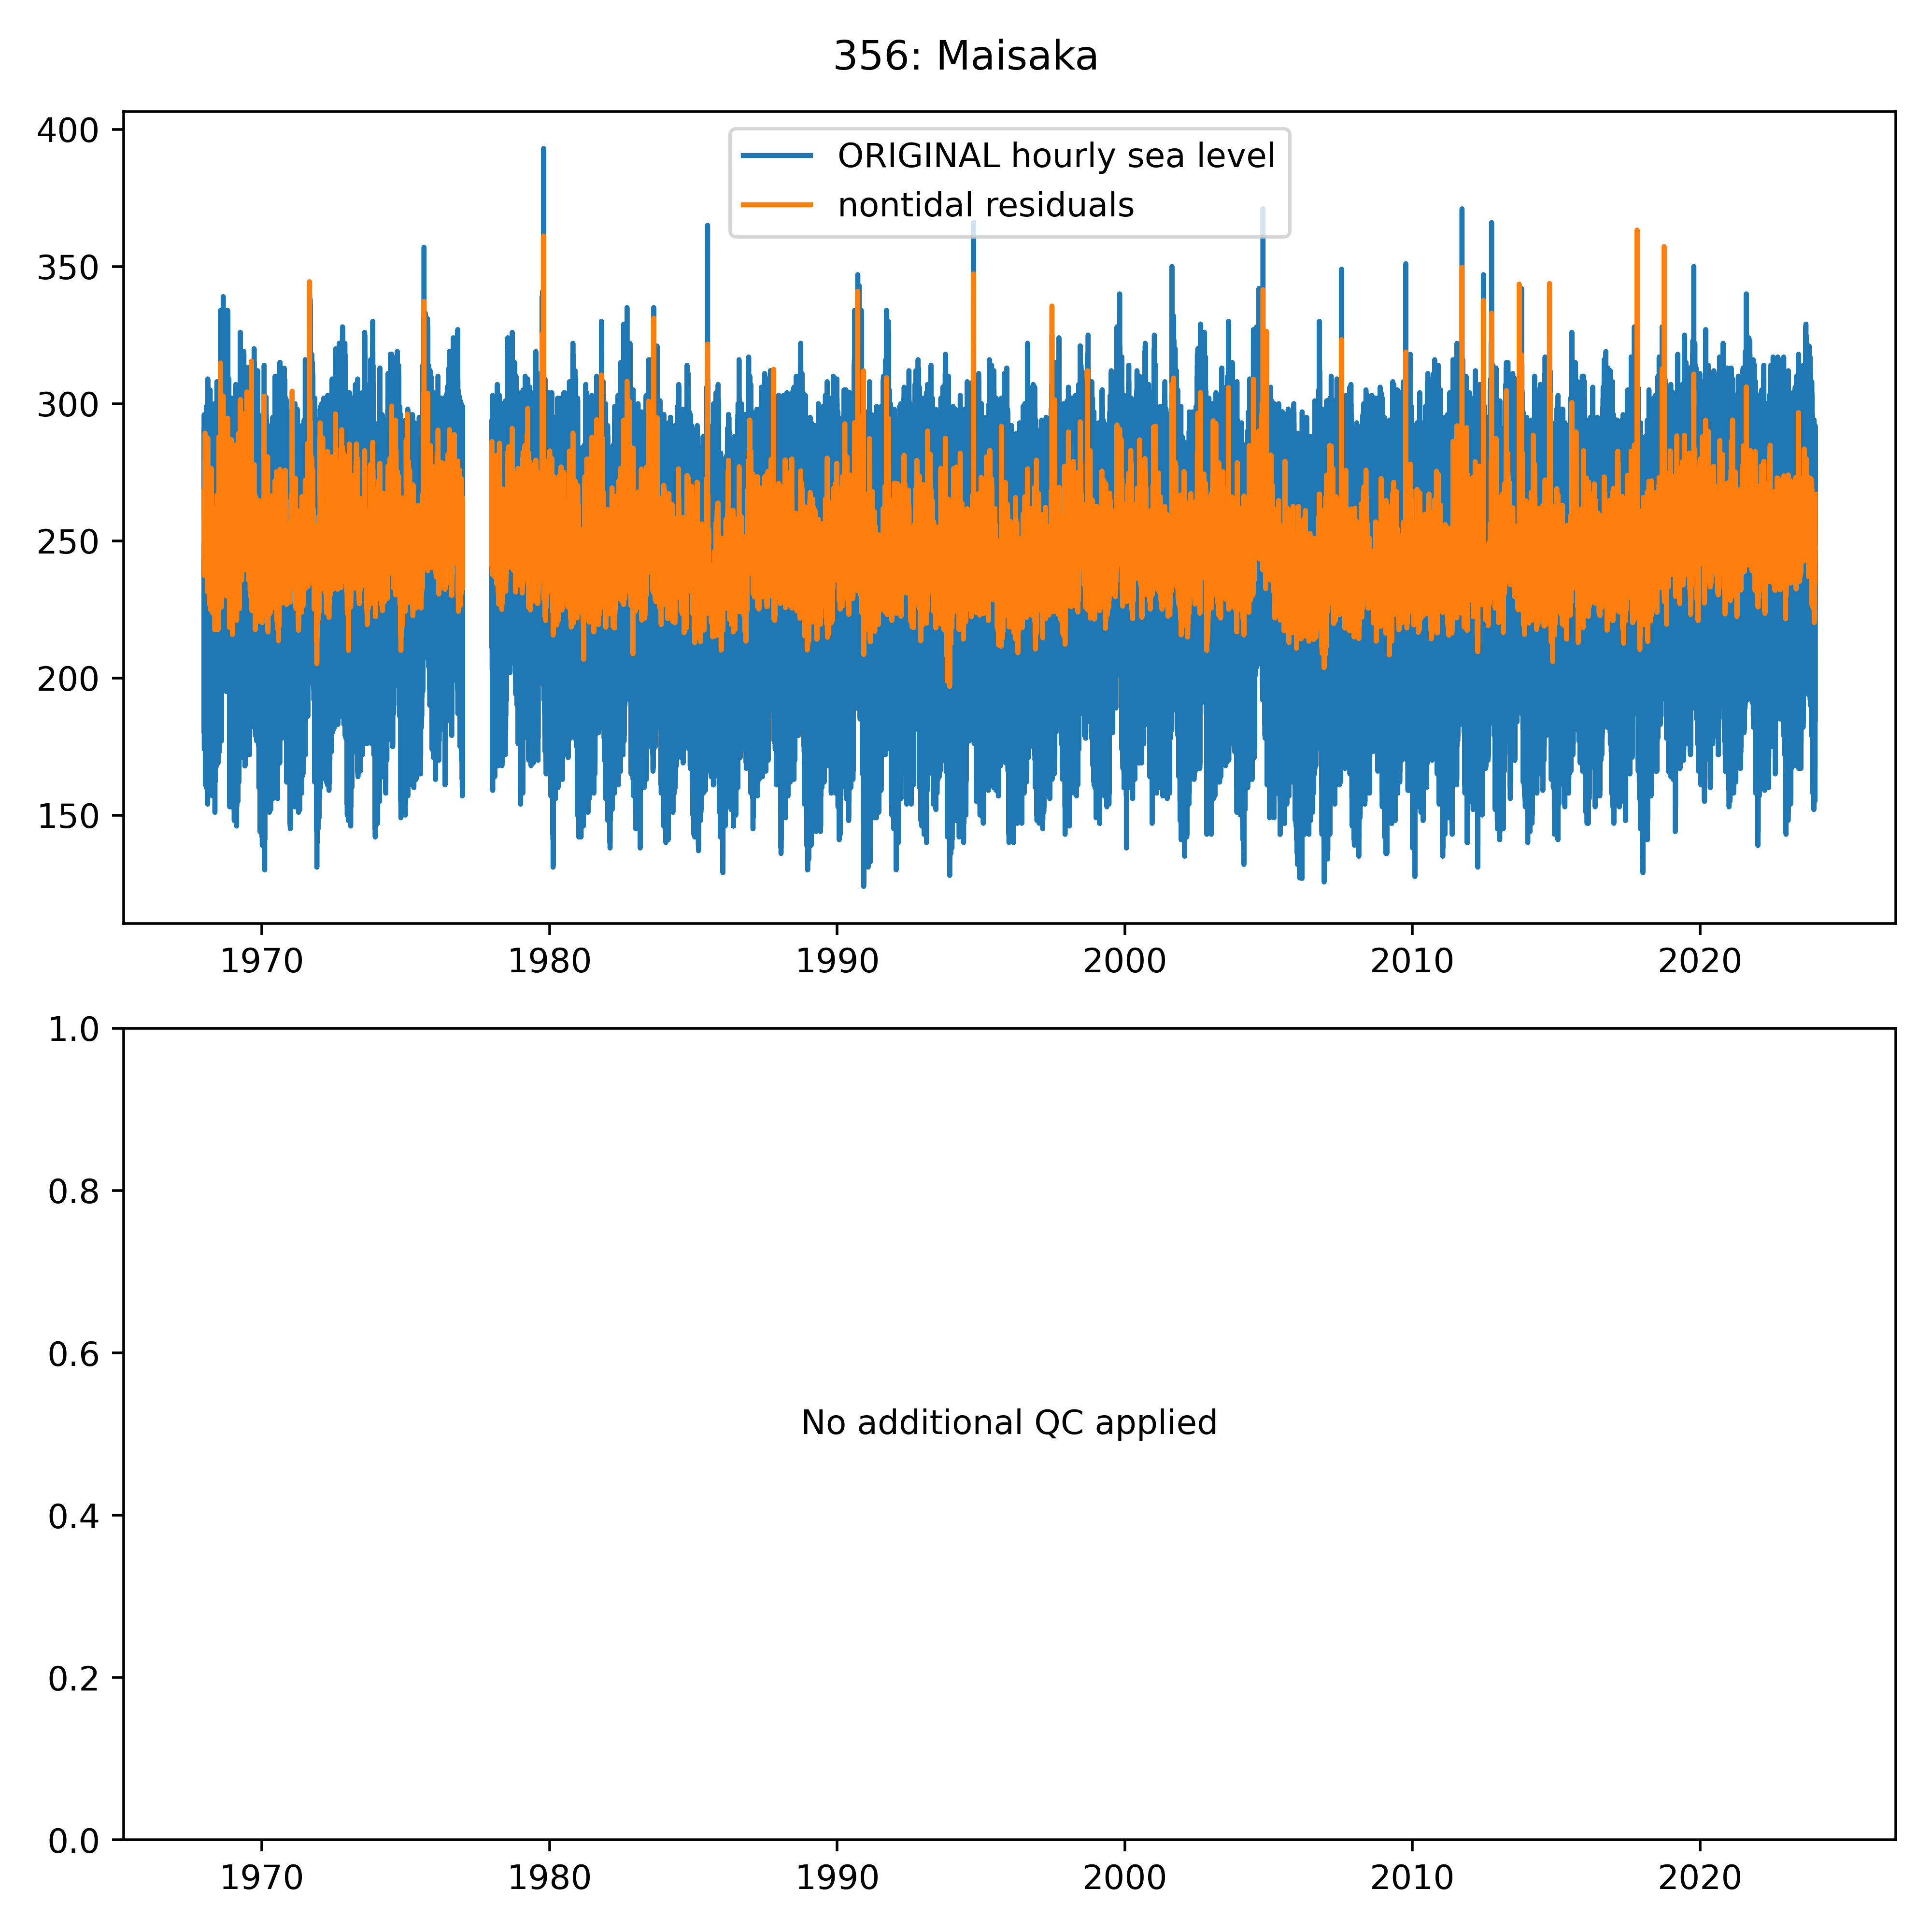 356: Maisaka
400
350
300
250
200
150
ORIGINAL hourly sea level
nontidal residuals
1970 1980 1990 2000 2010 2020
1.0
0.8
0.6
0.4
0.2
0.0
No additional QC applied
1970 1980 1990 2000 2010 2020